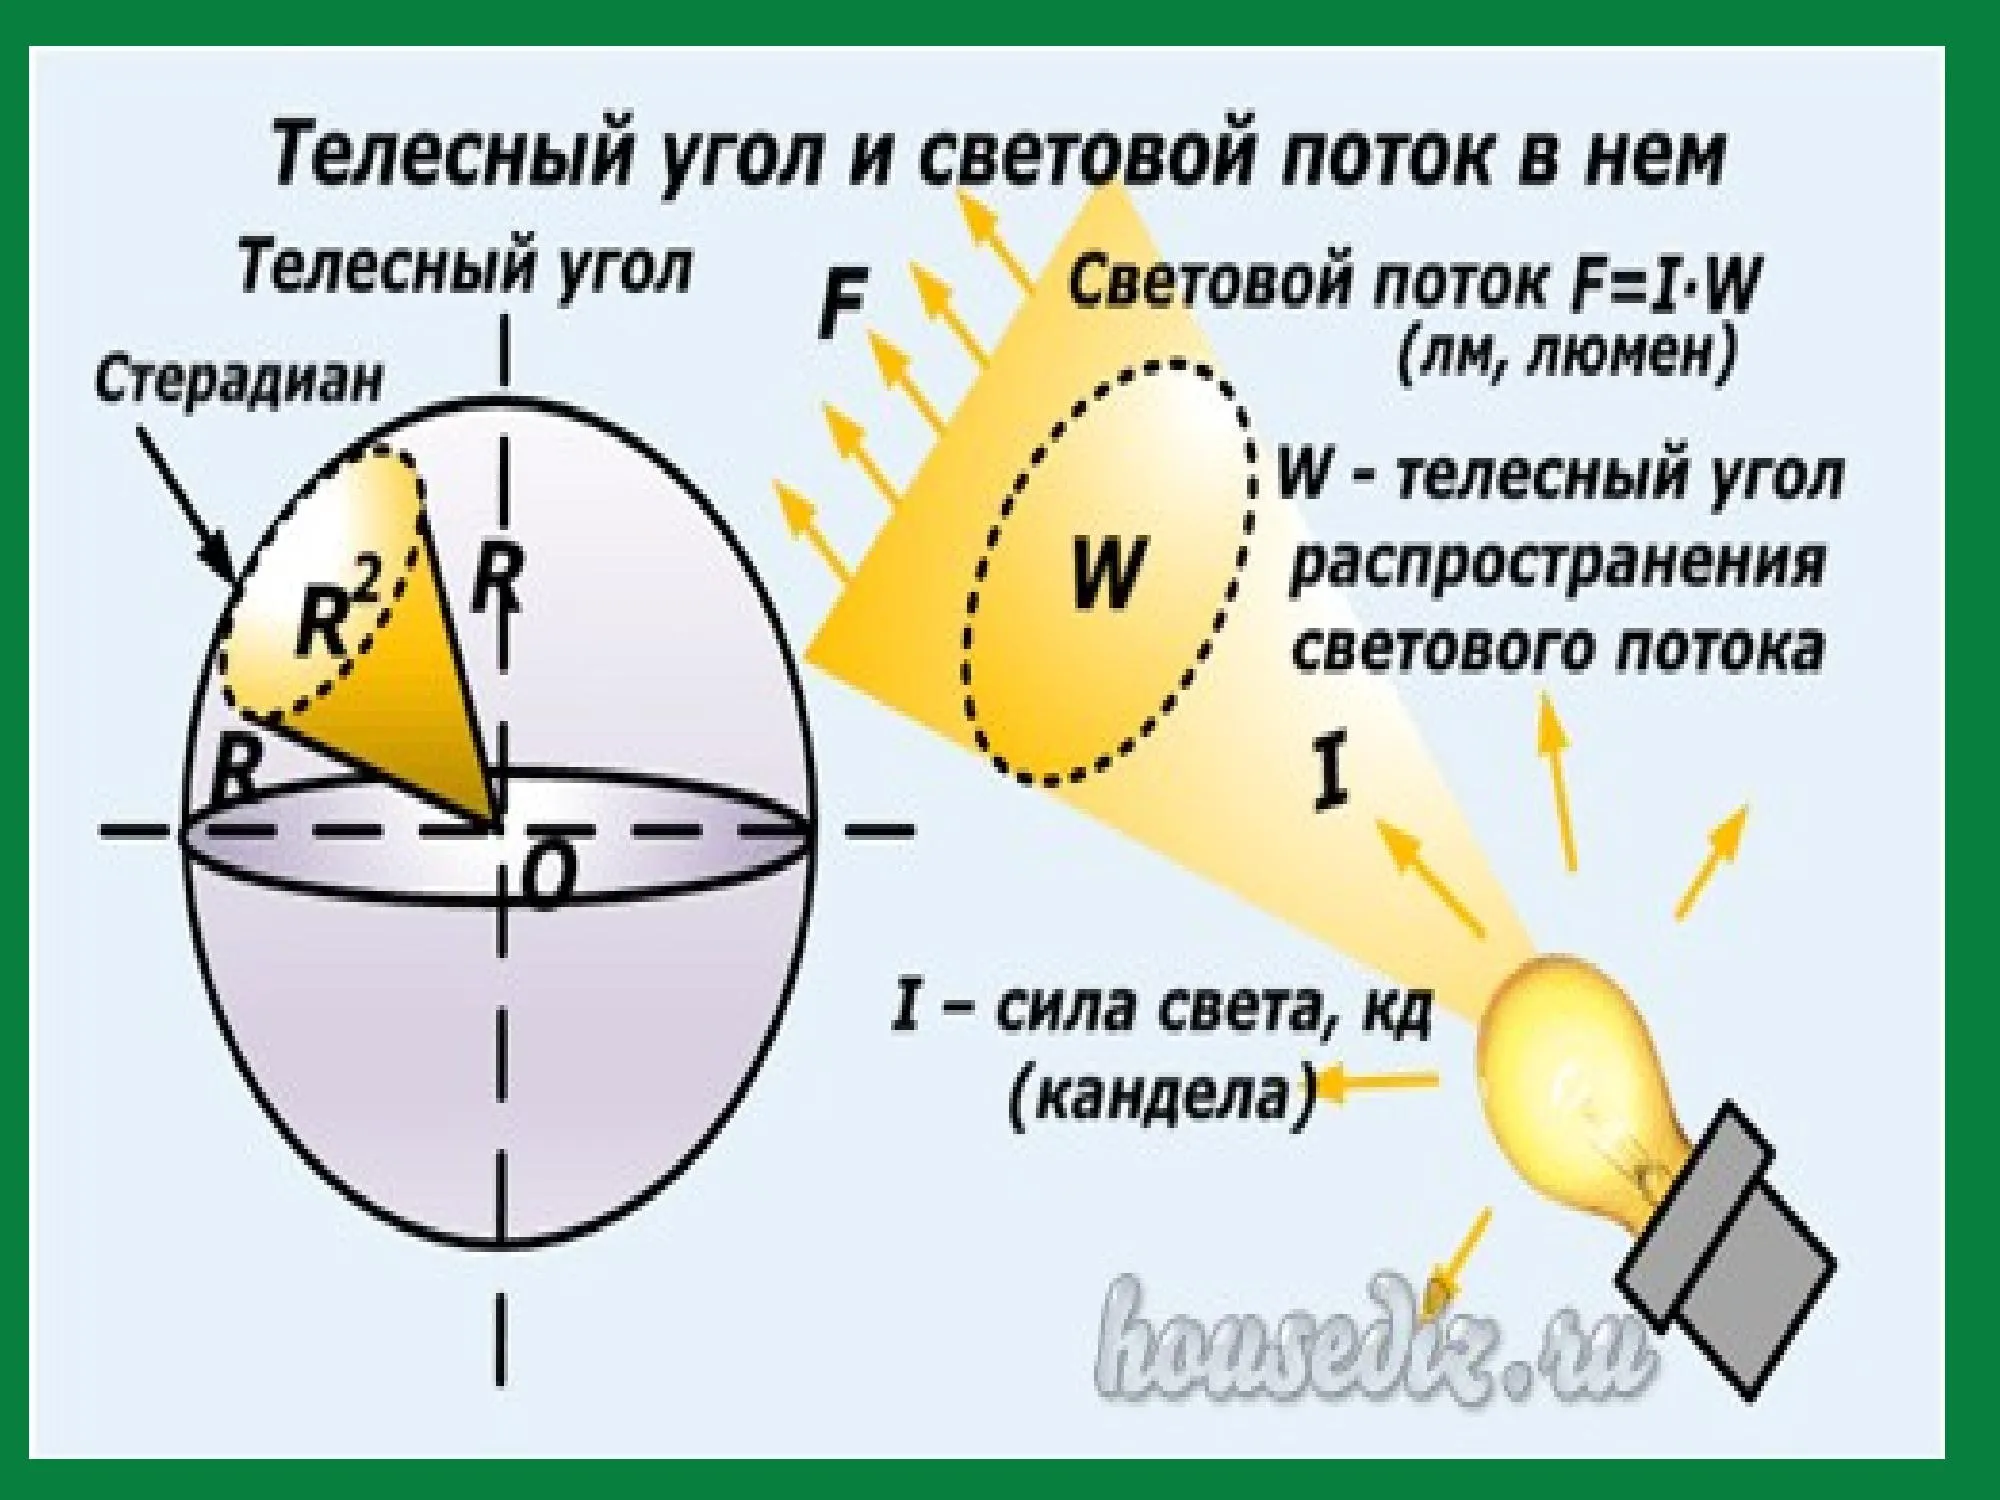 Телесный угол и световой поток в нем
Телесный угол
Стерадиан
R²
R
R
O
F
Световой поток F=I·W
(лм, люмен)
W
W - телесный угол
распространения
светового потока
I
I – сила света, кд
(кандела)
housediz.ru